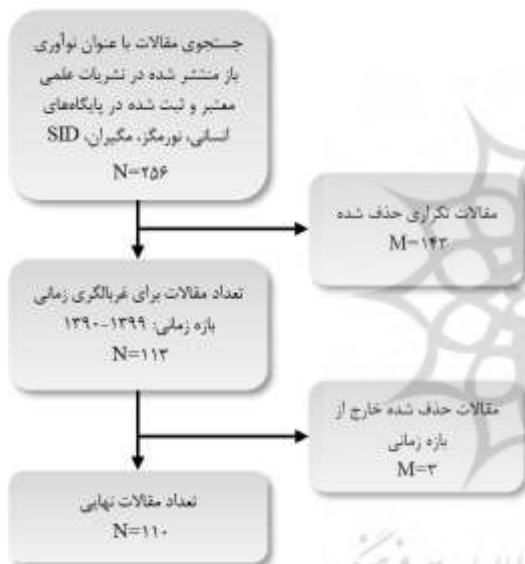 جستجوی مقالات با عنوان نوآوری
باز منتشر شده در نشریات علمی
معتبر و ثبت شده در پایگاه‌های
انسانی، نورمگز، مگیران، SID
N=۲۵۶
مقالات تکراری حذف شده
M=۱۴۳
تعداد مقالات برای غربالگری زمانی
بازه زمانی: ۱۳۹۹-۱۳۹۰
N=۱۱۳
مقالات حذف شده خارج از
بازه زمانی
M=۳
تعداد مقالات نهایی
N=۱۱۰